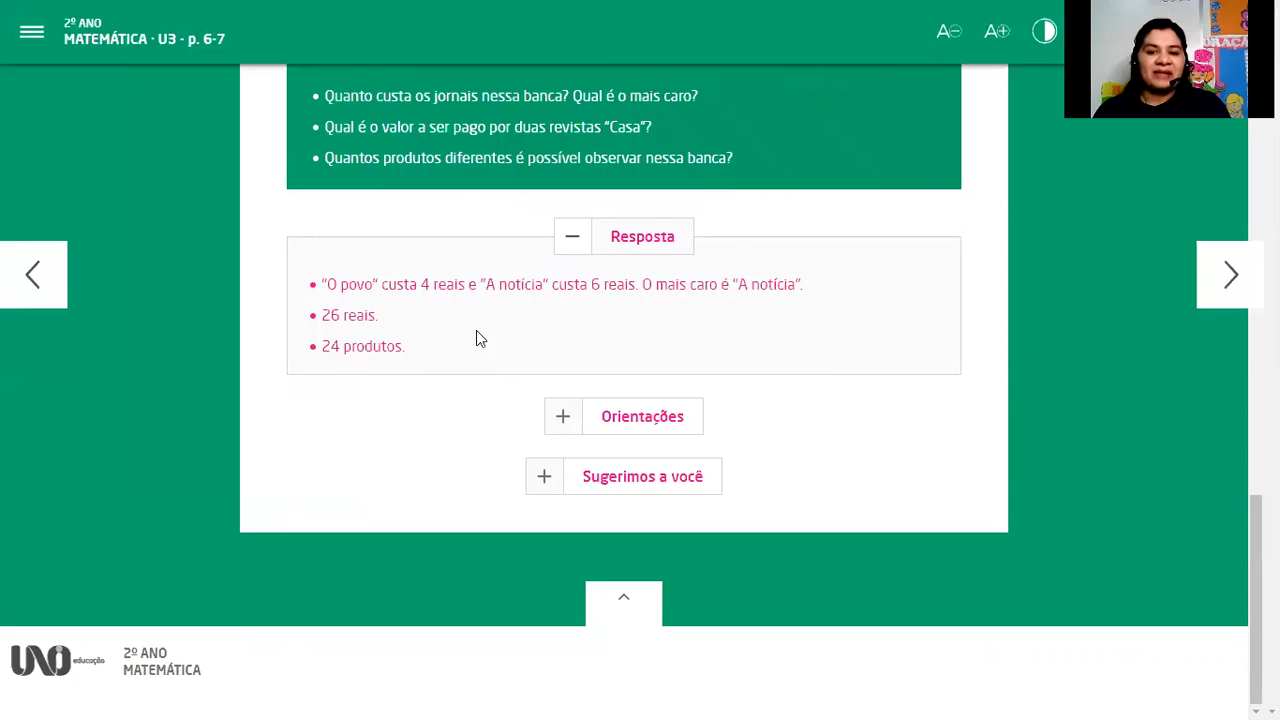 2º ANO
MATEMÁTICA · U3 - p. 6-7
A
A
• Quanto custa os jornais nessa banca? Qual é o mais caro?
• Qual é o valor a ser pago por duas revistas "Casa"?
• Quantos produtos diferentes é possível observar nessa banca?
Resposta
• "O povo" custa 4 reais e "A notícia" custa 6 reais. O mais caro é "A notícia".
• 26 reais.
• 24 produtos.
Orientações
Sugerimos a você
UNO educação
2º ANO
MATEMÁTICA